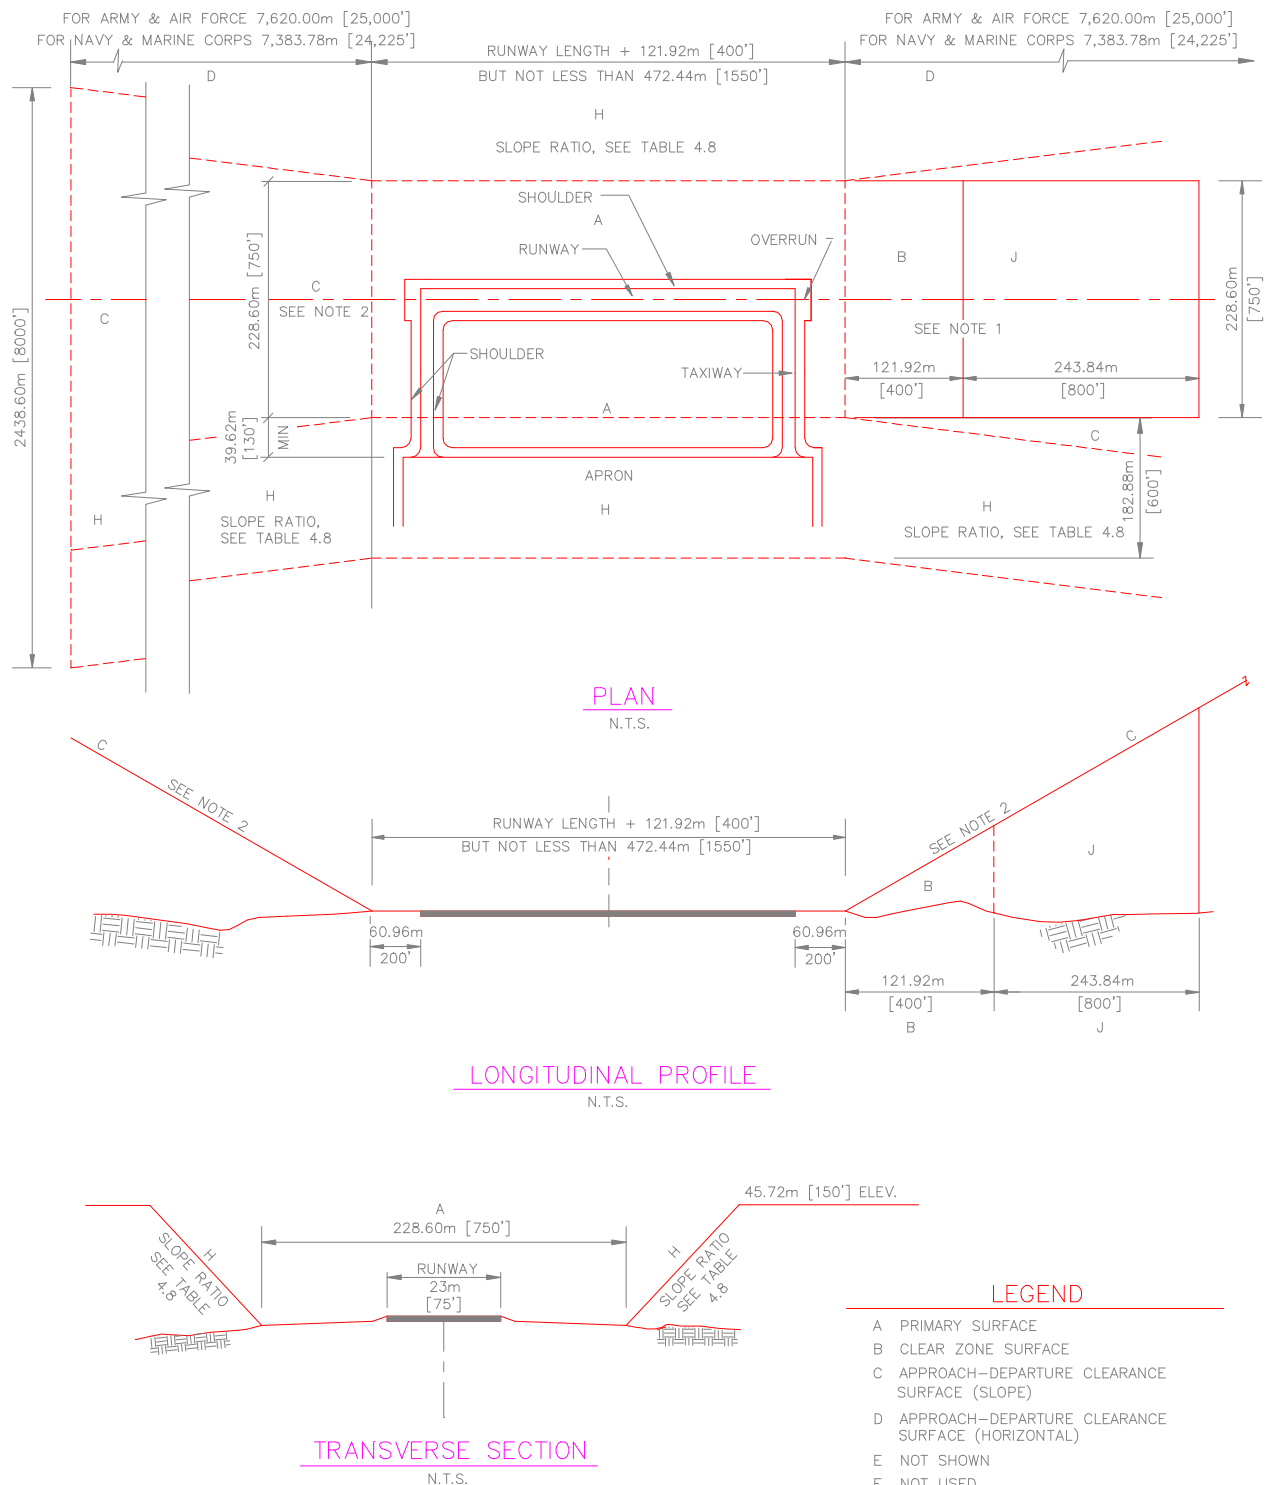 FOR ARMY & AIR FORCE 7,620.00m [25,000']
FOR NAVY & MARINE CORPS 7,383.78m [24,225']
D
RUNWAY LENGTH + 121.92m [400']
BUT NOT LESS THAN 472.44m [1550']
FOR ARMY & AIR FORCE 7,620.00m [25,000']
FOR NAVY & MARINE CORPS 7,383.78m [24,225']
D
H
SLOPE RATIO, SEE TABLE 4.8
SHOULDER
A
RUNWAY
OVERRUN
B
J
C
SEE NOTE 2
C
228.60m [750']
2438.60m [8000']
SEE NOTE 1
228.60m
[750']
SHOULDER
TAXIWAY
121.92m
[400']
243.84m
[800']
A
39.62m
[130']
MIN
C
APRON
H
H
SLOPE RATIO,
SEE TABLE 4.8
H
182.88m
[600']
H
SLOPE RATIO, SEE TABLE 4.8
PLAN
N.T.S.
C
SEE NOTE 2
RUNWAY LENGTH + 121.92m [400']
BUT NOT LESS THAN 472.44m [1550']
C
SEE NOTE 2
B
J
60.96m
200'
60.96m
200'
121.92m
[400']
B
243.84m
[800']
J
LONGITUDINAL PROFILE
N.T.S.
45.72m [150'] ELEV.
A
228.60m [750']
H
SLOPE RATIO
SEE TABLE
4.8
RUNWAY
23m
[75']
H
SLOPE RATIO
SEE TABLE
4.8
TRANSVERSE SECTION
N.T.S.
LEGEND
A PRIMARY SURFACE
B CLEAR ZONE SURFACE
C APPROACH-DEPARTURE CLEARANCE
SURFACE (SLOPE)
D APPROACH-DEPARTURE CLEARANCE
SURFACE (HORIZONTAL)
E NOT SHOWN
F NOT USED